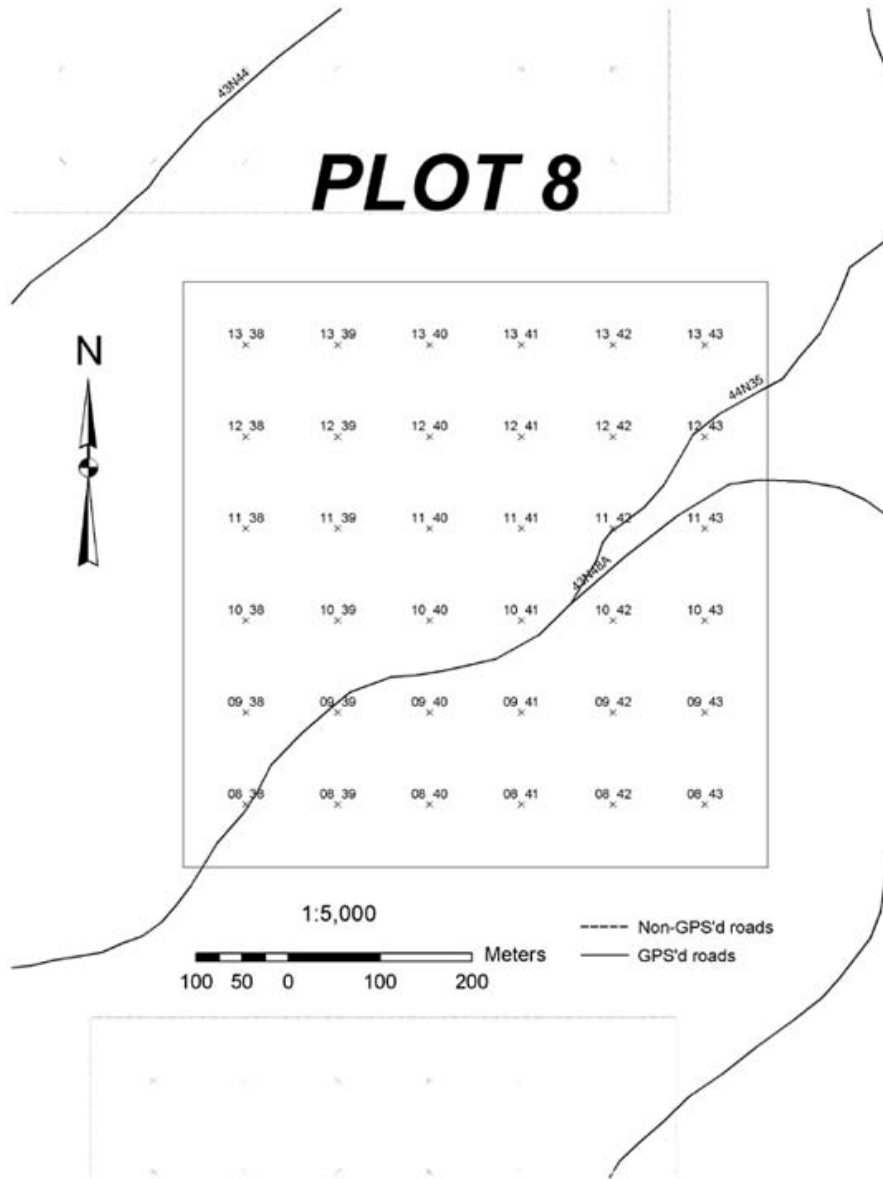 43N44
PLOT 8
N
13 38 13 39 13 40 13 41 13 42 13 43
44N35
12 38 12 39 12 40 12 41 12 42 12 43
11 38 11 39 11 40 11 41 11 42 11 43
43N48A
10 38 10 39 10 40 10 41 10 42 10 43
09 38 09 39 09 40 09 41 09 42 09 43
08 38 08 39 08 40 08 41 08 42 08 43
1:5,000
Non-GPS'd roads
Meters
GPS'd roads
100 50 0 100 200